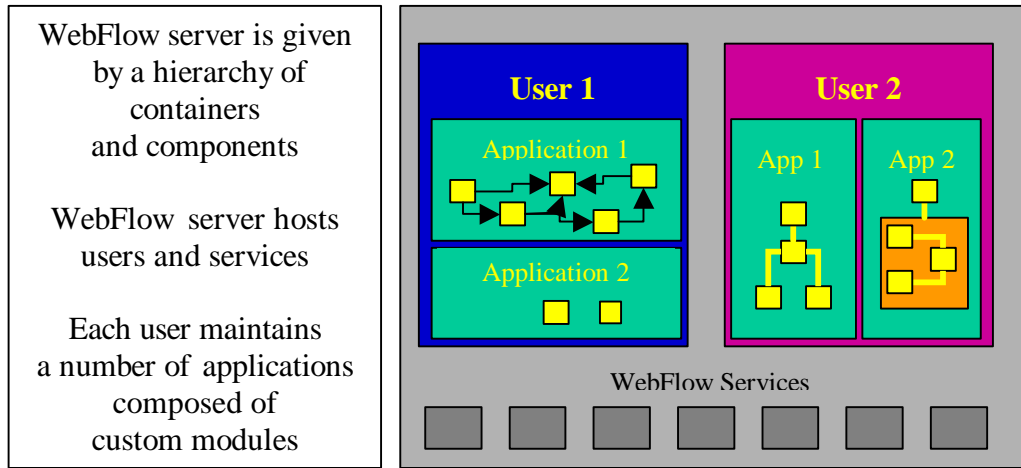 WebFlow server is given
by a hierarchy of
containers
and components
WebFlow server hosts
users and services
Each user maintains
a number of applications
composed of
custom modules
User 1
Application 1
Application 2
User 2
App 1
App 2
WebFlow Services